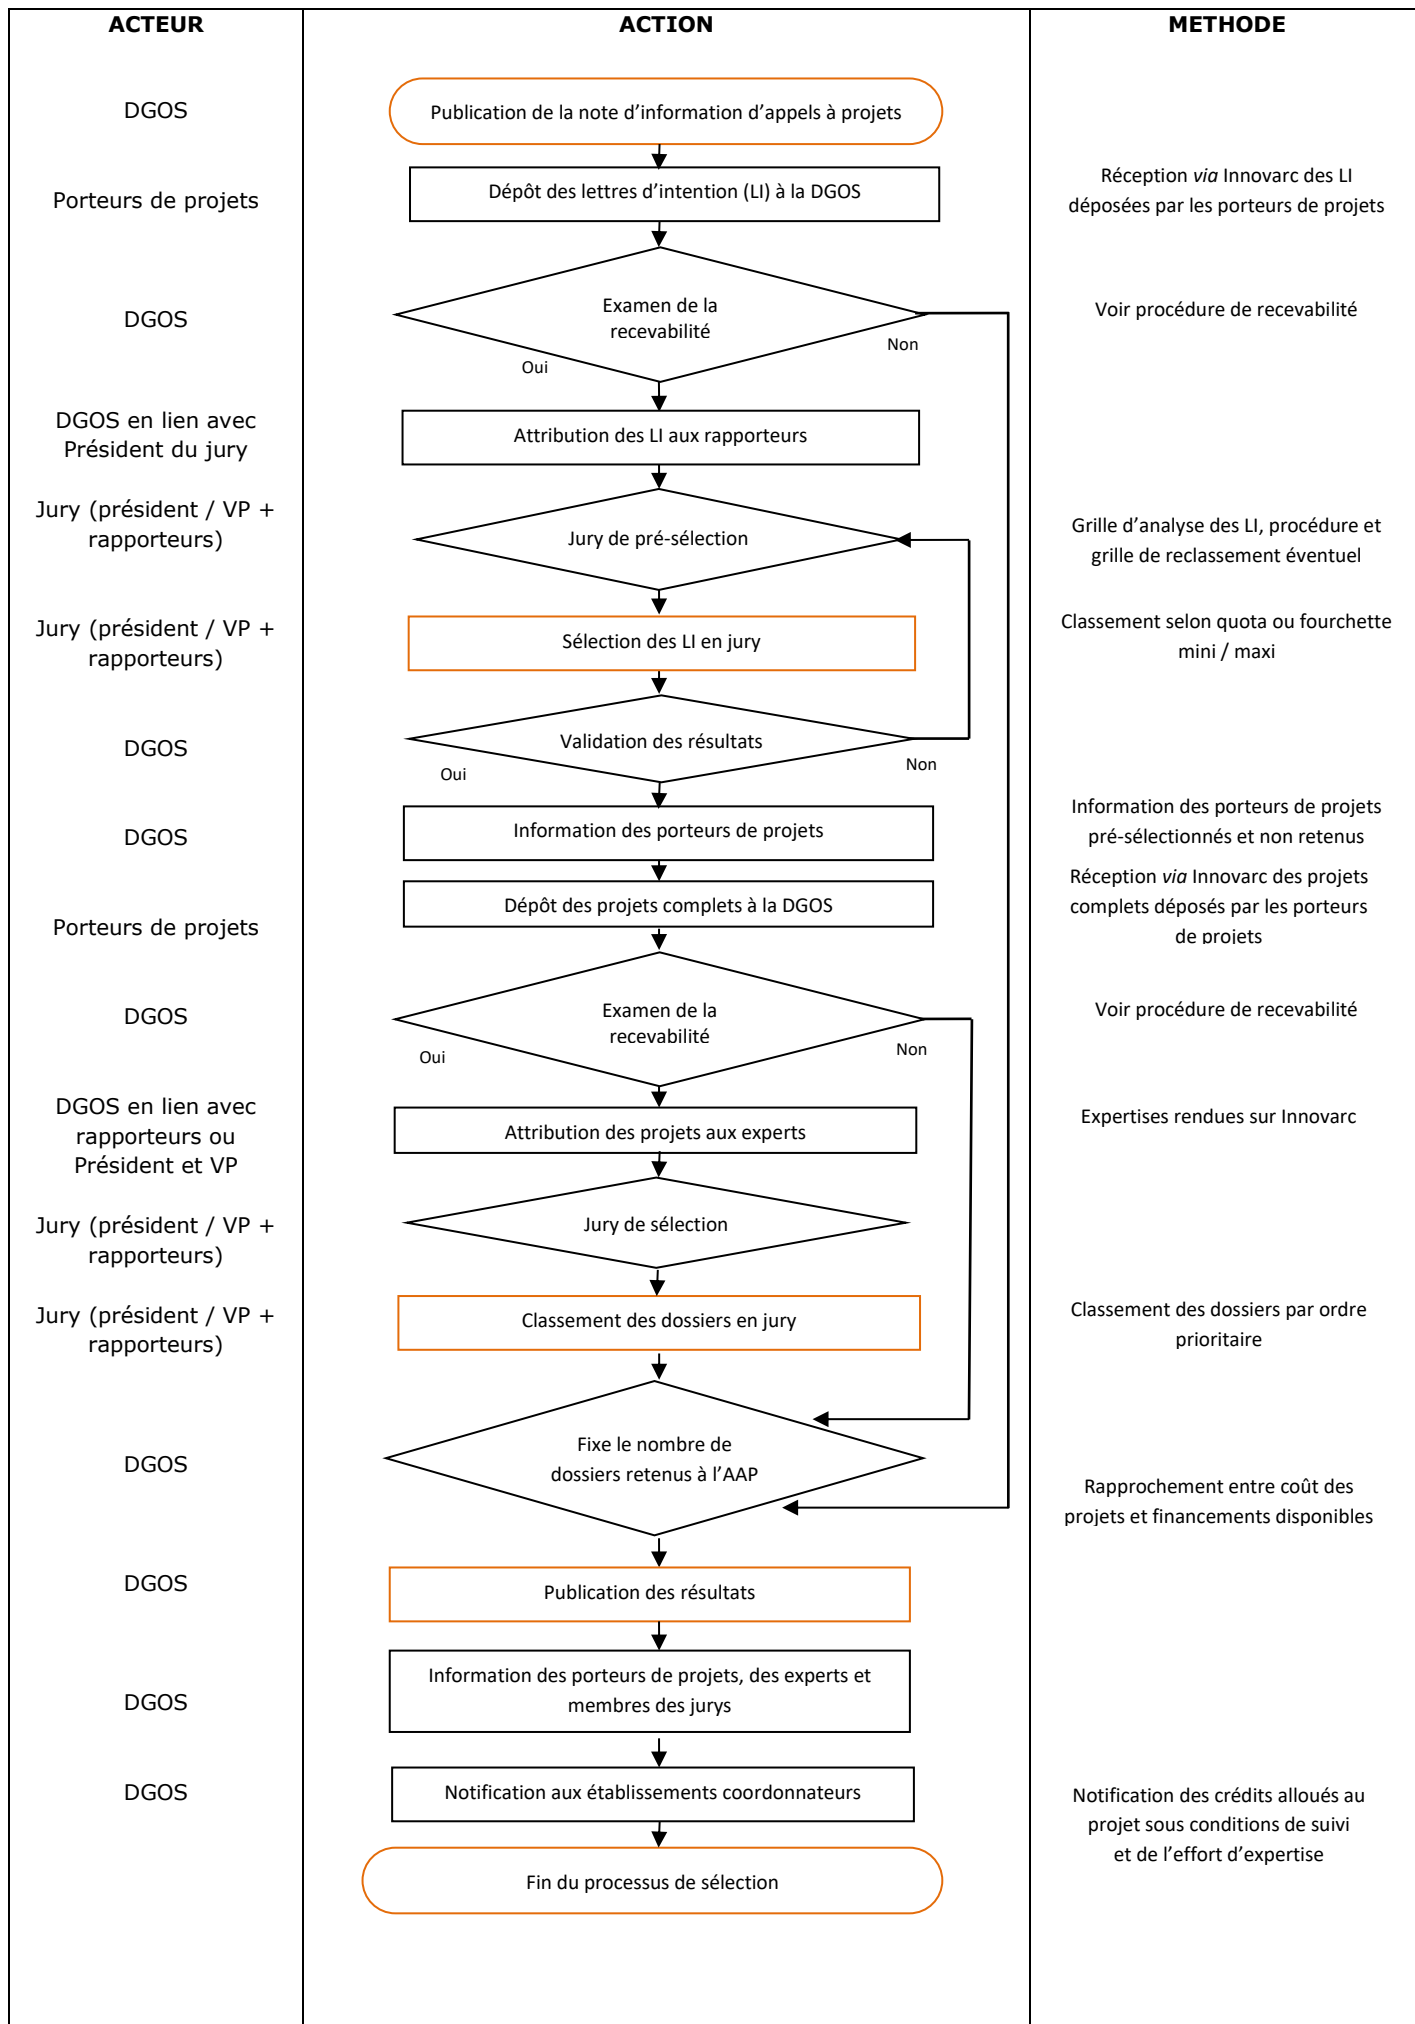 ACTEUR
ACTION
METHODE
DGOS
Publication de la note d’information d’appels à projets
Porteurs de projets
Dépôt des lettres d’intention (LI) à la DGOS
Réception via Innovarc des LI
déposées par les porteurs de projets
DGOS
Examen de la
recevabilité
Oui
Non
Voir procédure de recevabilité
DGOS en lien avec
Président du jury
Attribution des LI aux rapporteurs
Jury (président / VP +
rapporteurs)
Jury de pré-sélection
Grille d’analyse des LI, procédure et
grille de reclassement éventuel
Jury (président / VP +
rapporteurs)
Sélection des LI en jury
Classement selon quota ou fourchette
mini / maxi
DGOS
Validation des résultats
Oui
Non
DGOS
Information des porteurs de projets
Information des porteurs de projets
pré-sélectionnés et non retenus
Porteurs de projets
Dépôt des projets complets à la DGOS
Réception via Innovarc des projets
complets déposés par les porteurs
de projets
DGOS
Examen de la
recevabilité
Oui
Non
Voir procédure de recevabilité
DGOS en lien avec
rapporteurs ou
Président et VP
Attribution des projets aux experts
Expertises rendues sur Innovarc
Jury (président / VP +
rapporteurs)
Jury de sélection
Jury (président / VP +
rapporteurs)
Classement des dossiers en jury
Classement des dossiers par ordre
prioritaire
DGOS
Fixe le nombre de
dossiers retenus à l’AAP
Rapprochement entre coût des
projets et financements disponibles
DGOS
Publication des résultats
DGOS
Information des porteurs de projets, des experts et
membres des jurys
DGOS
Notification aux établissements coordonnateurs
Notification des crédits alloués au
projet sous conditions de suivi
et de l’effort d’expertise
Fin du processus de sélection